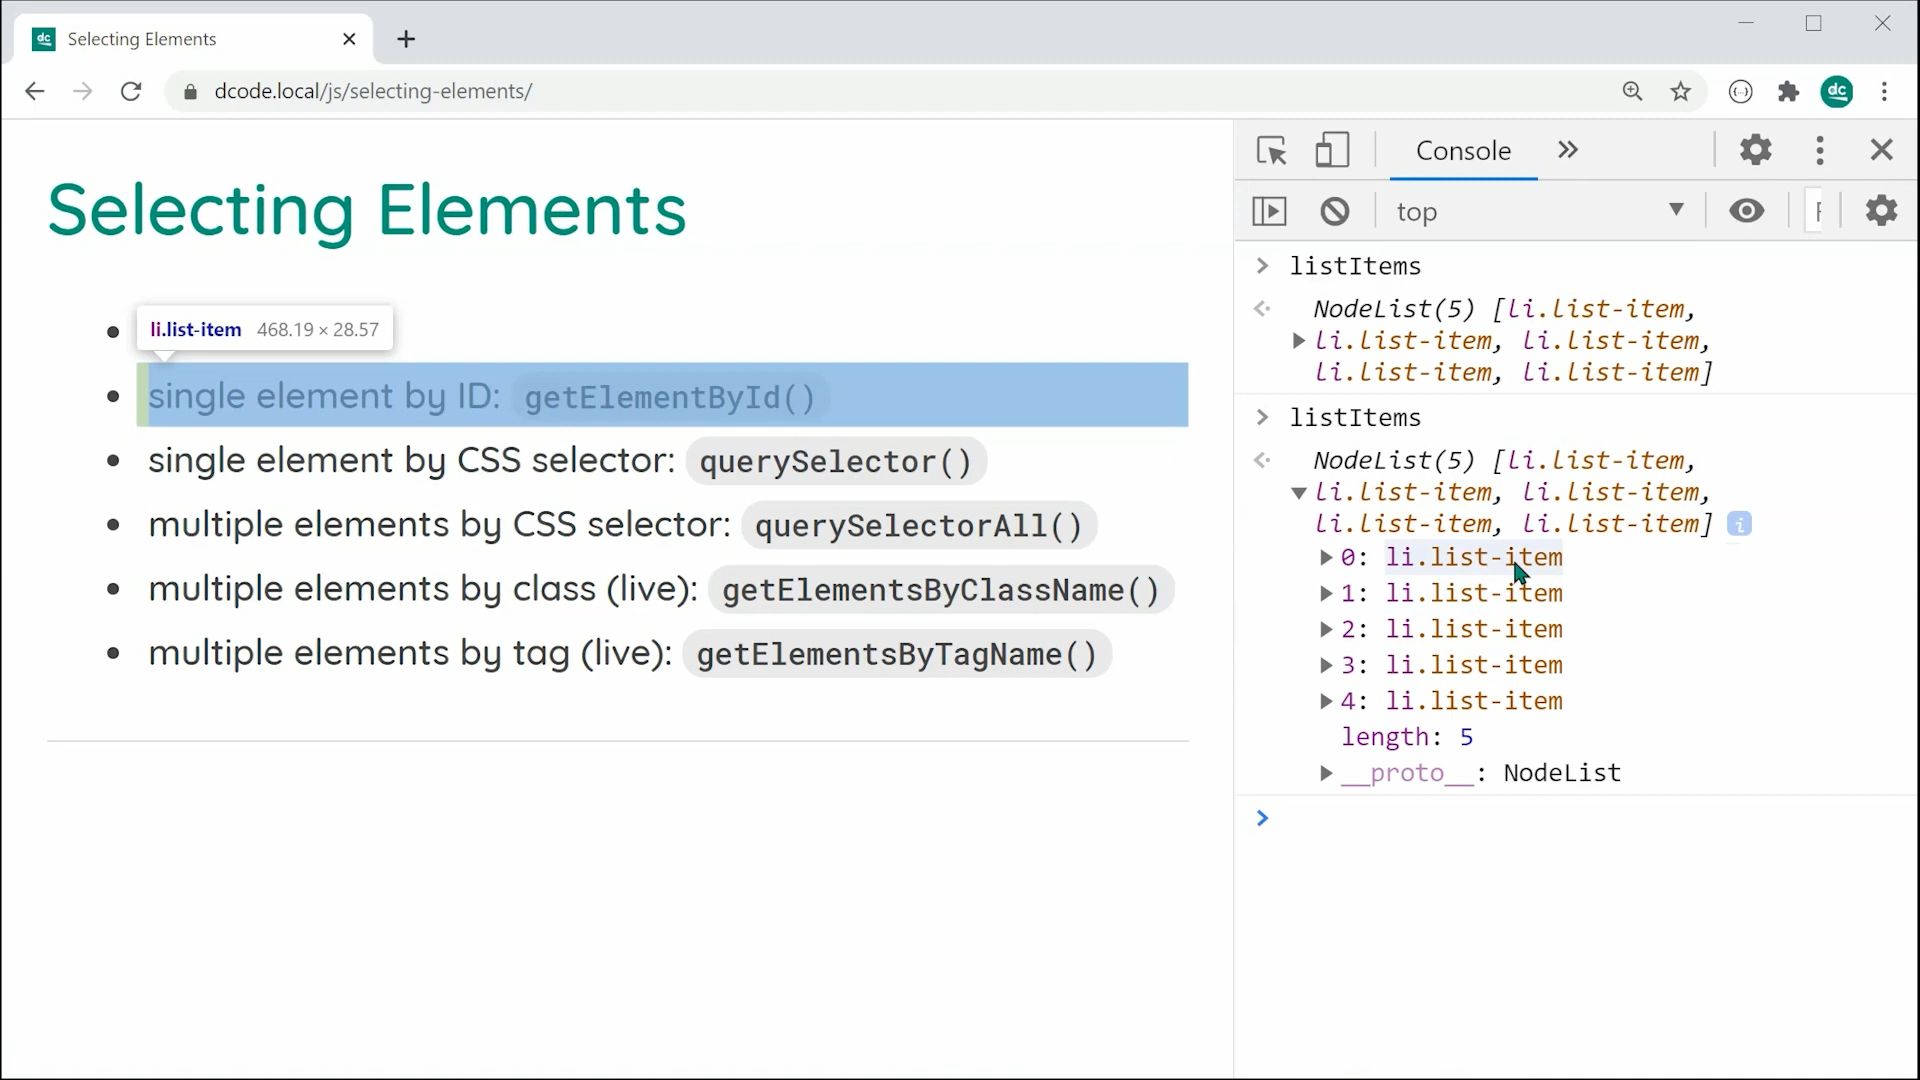 dc Selecting Elements
dcode.local/js/selecting-elements/
dc
Selecting Elements
li.list-item 468.19 × 28.57
single element by ID: getElementById()
single element by CSS selector: querySelector()
multiple elements by CSS selector: querySelectorAll()
multiple elements by class (live): getElementsByClassName()
multiple elements by tag (live): getElementsByTagName()
Console
top
listItems
NodeList(5) [li.list-item,
li.list-item, li.list-item,
li.list-item, li.list-item]
listItems
NodeList(5) [li.list-item,
li.list-item, li.list-item,
li.list-item, li.list-item] i
0: li.list-item
1: li.list-item
2: li.list-item
3: li.list-item
4: li.list-item
length: 5
__proto__: NodeList